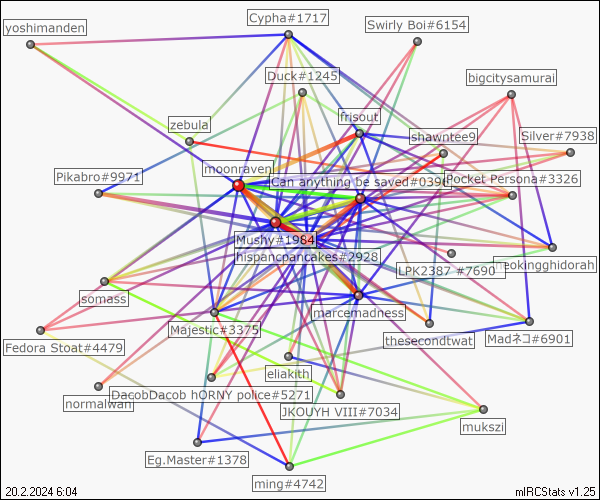 Cypha#1717
Swirly Boi#6154
yoshimanden
Duck#1245
bigcitysamurai
frisout
zebula
shawntee9
Silver#7938
moonraven
Pikabro#9971
Can anything be saved#039
Pocket Persona#3326
Mushy#1984
hispancpancakes#2928
LPK2387 #7690
neokingghidorah
somass
marcemadness
Majestic#3375
thesecondtwat
Madネコ#6901
Fedora Stoat#4479
eliakith
DacobDacob hORNY police#5271
normalwan
JKOUYH VIII#7034
mukszi
Eg.Master#1378
ming#4742
20.2.2024 6:04
mIRCStats v1.25